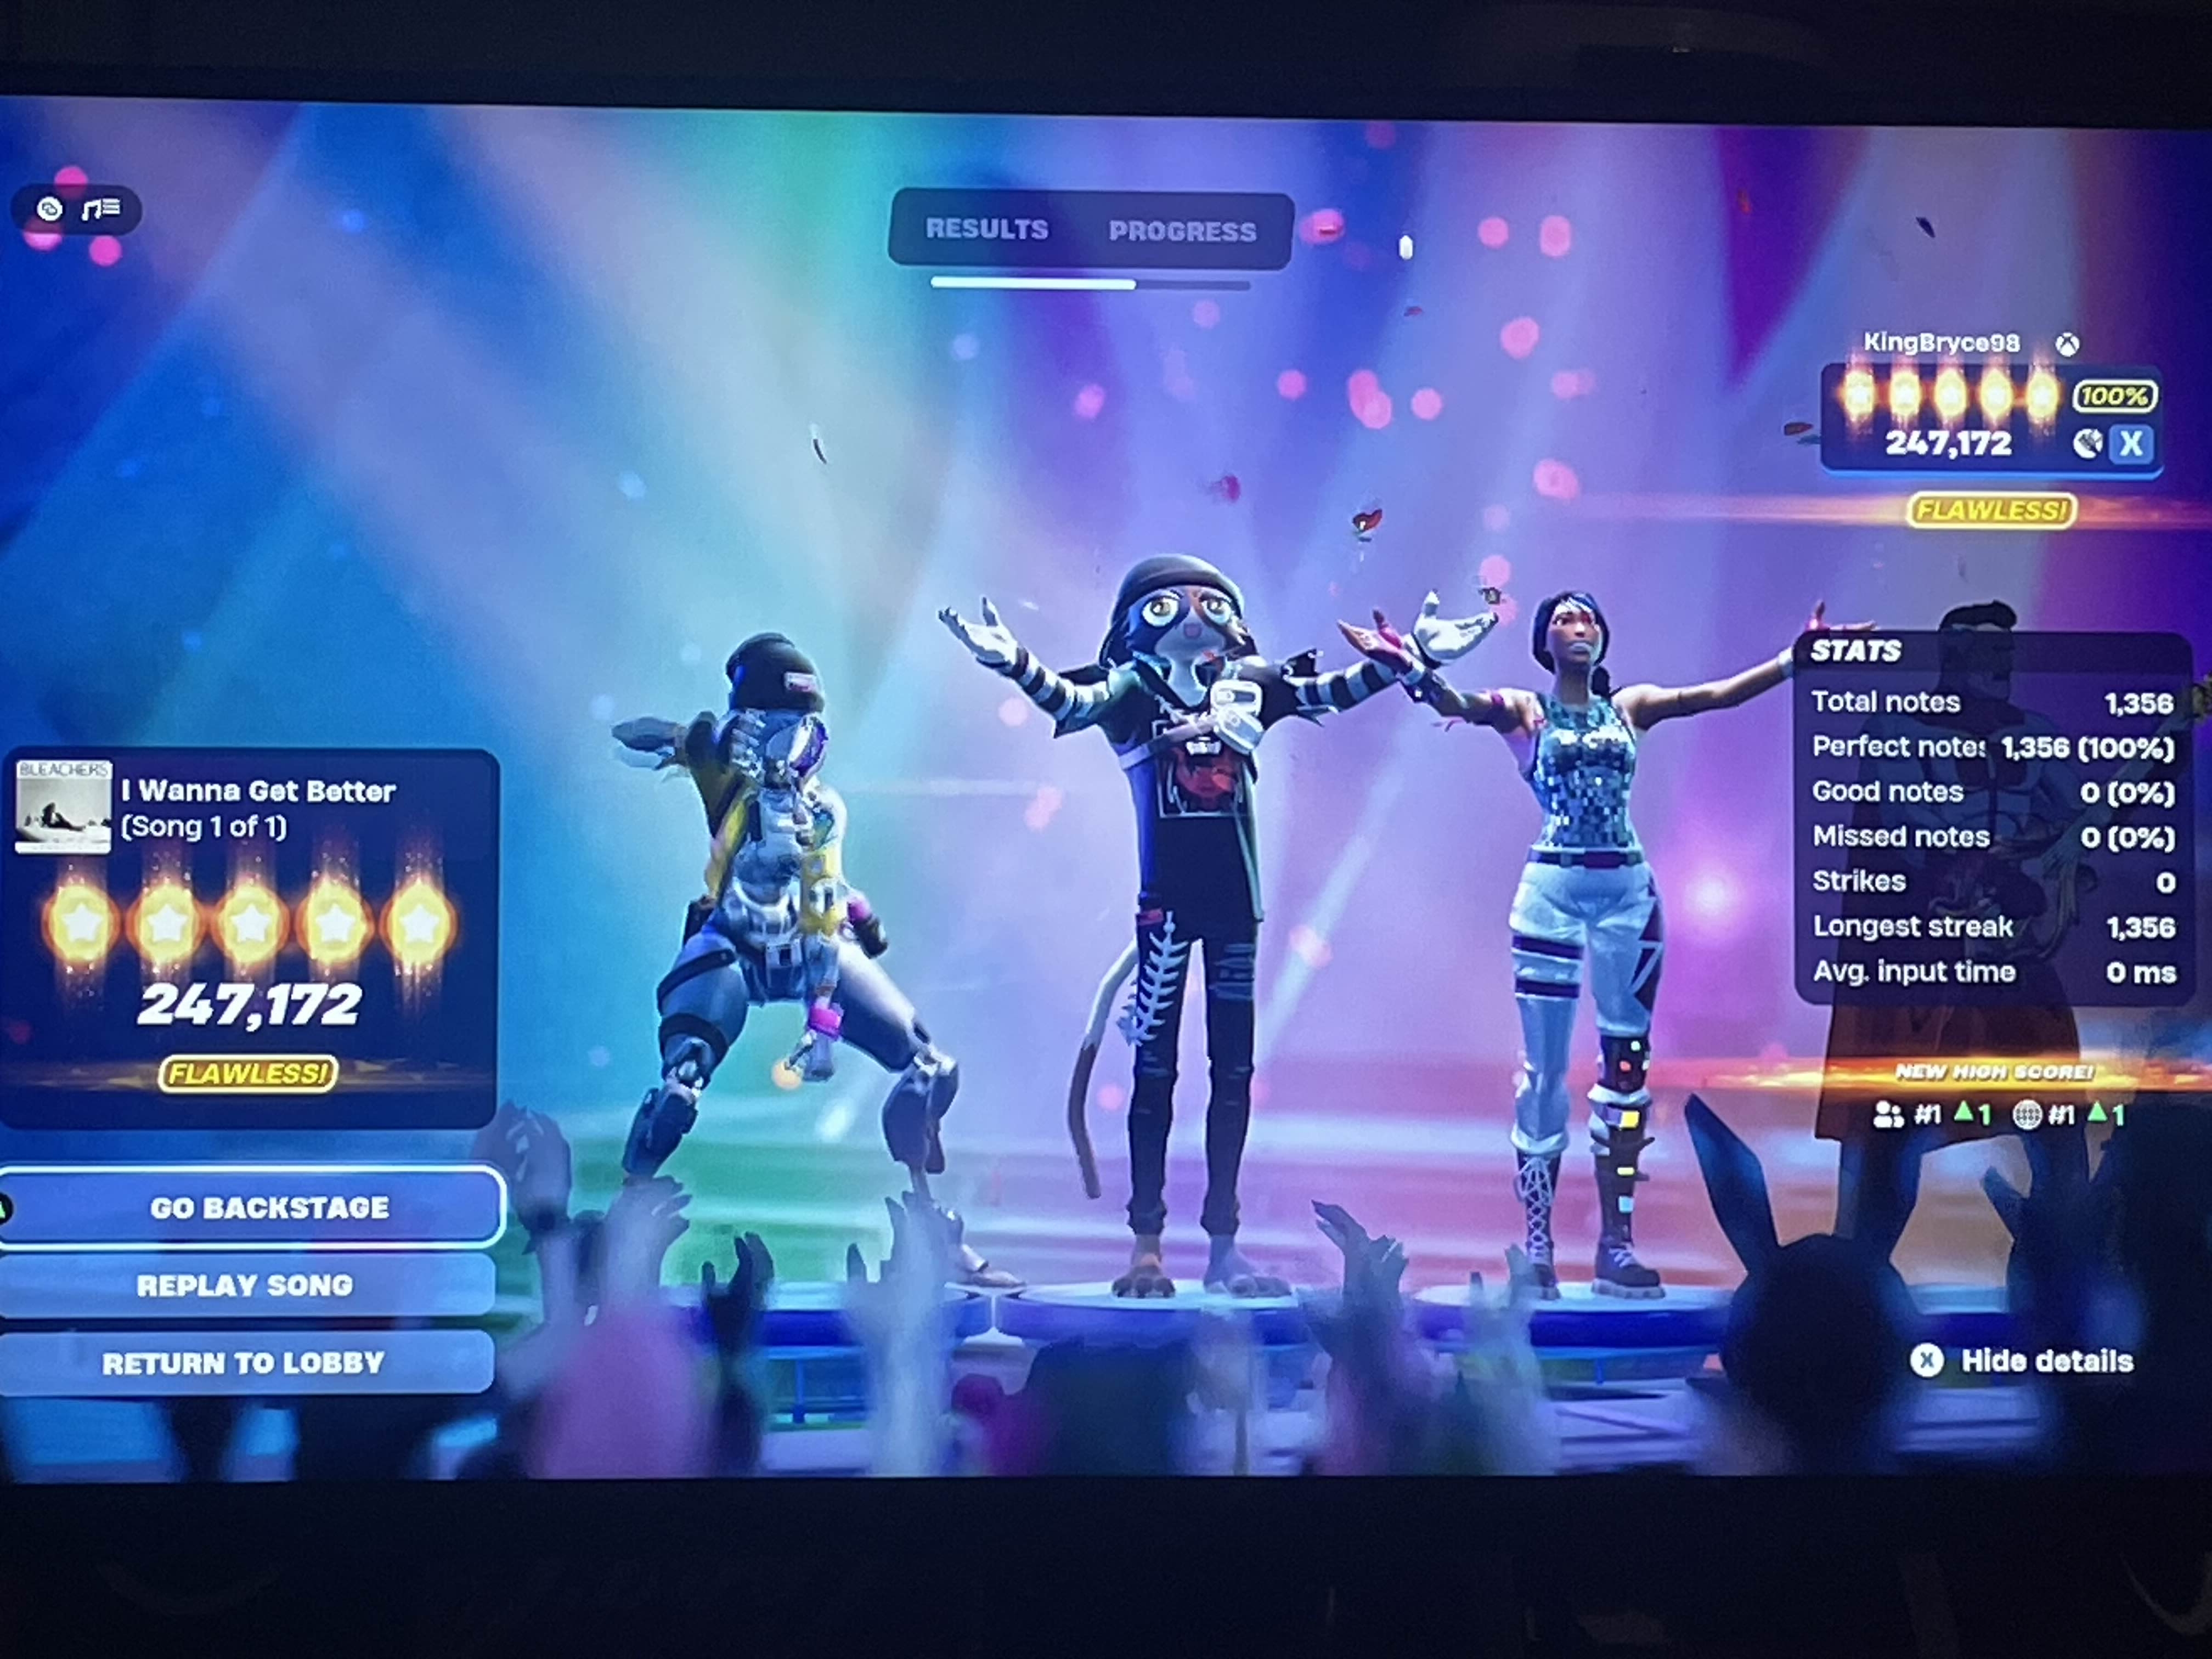 RESULTS PROGRESS
KingBryce98
100%
247,172
X
FLAWLESS!
STATS
Total notes 1,356
Perfect notes 1,356 (100%)
Good notes 0 (0%)
Missed notes 0 (0%)
Strikes 0
Longest streak 1,356
Avg. input time 0 ms
NEW HIGH SCORE!
#1 ▲1 #1 ▲1
X Hide details
BLEACHERS
I Wanna Get Better
(Song 1 of 1)
247,172
FLAWLESS!
GO BACKSTAGE
REPLAY SONG
RETURN TO LOBBY